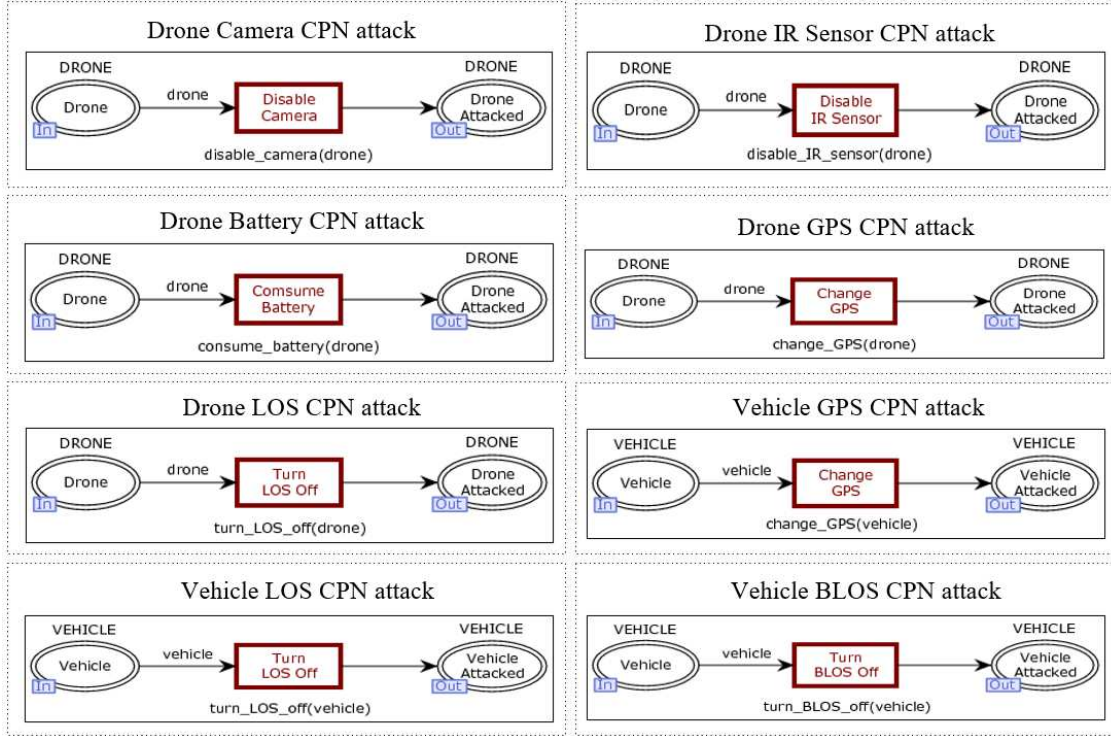 Drone Camera CPN attack
DRONE
DRONE
Drone
drone
Disable
Camera
Drone
Attacked
In
Out
disable_camera(drone)
Drone IR Sensor CPN attack
DRONE
DRONE
Drone
drone
Disable
IR Sensor
Drone
Attacked
In
Out
disable_IR_sensor(drone)
Drone Battery CPN attack
DRONE
DRONE
Drone
drone
Comsume
Battery
Drone
Attacked
In
Out
consume_battery(drone)
Drone GPS CPN attack
DRONE
DRONE
Drone
drone
Change
GPS
Drone
Attacked
In
Out
change_GPS(drone)
Drone LOS CPN attack
DRONE
DRONE
Drone
drone
Turn
LOS Off
Drone
Attacked
In
Out
turn_LOS_off(drone)
Vehicle GPS CPN attack
VEHICLE
VEHICLE
Vehicle
vehicle
Change
GPS
Vehicle
Attacked
In
Out
change_GPS(vehicle)
Vehicle LOS CPN attack
VEHICLE
VEHICLE
Vehicle
vehicle
Turn
LOS Off
Vehicle
Attacked
In
Out
turn_LOS_off(vehicle)
Vehicle BLOS CPN attack
VEHICLE
VEHICLE
Vehicle
vehicle
Turn
BLOS Off
Vehicle
Attacked
In
Out
turn_BLOS_off(vehicle)